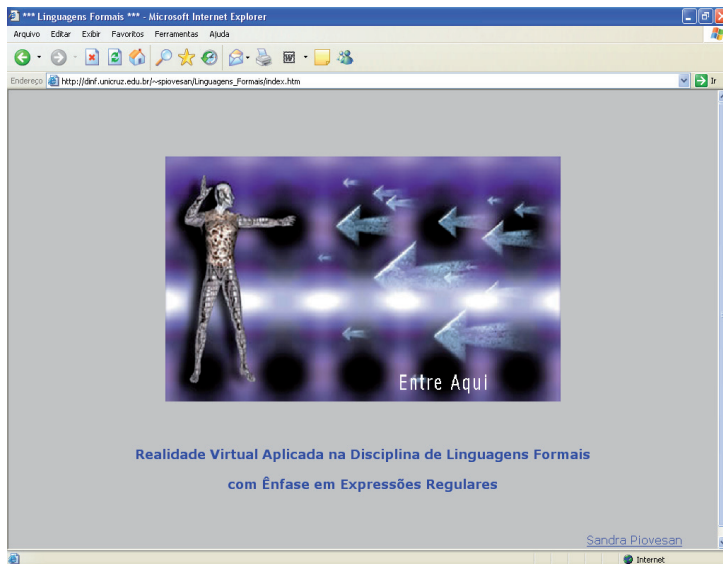 *** Linguagens Formais *** - Microsoft Internet Explorer
Arquivo Editar Exibir Favoritos Ferramentas Ajuda
Endereço http://dinf.unicruz.edu.br/~spiovesan/Linguagens_Formais/index.htm Ir
Entre Aqui
Realidade Virtual Aplicada na Disciplina de Linguagens Formais
com Ênfase em Expressões Regulares
Sandra Piovesan
Internet